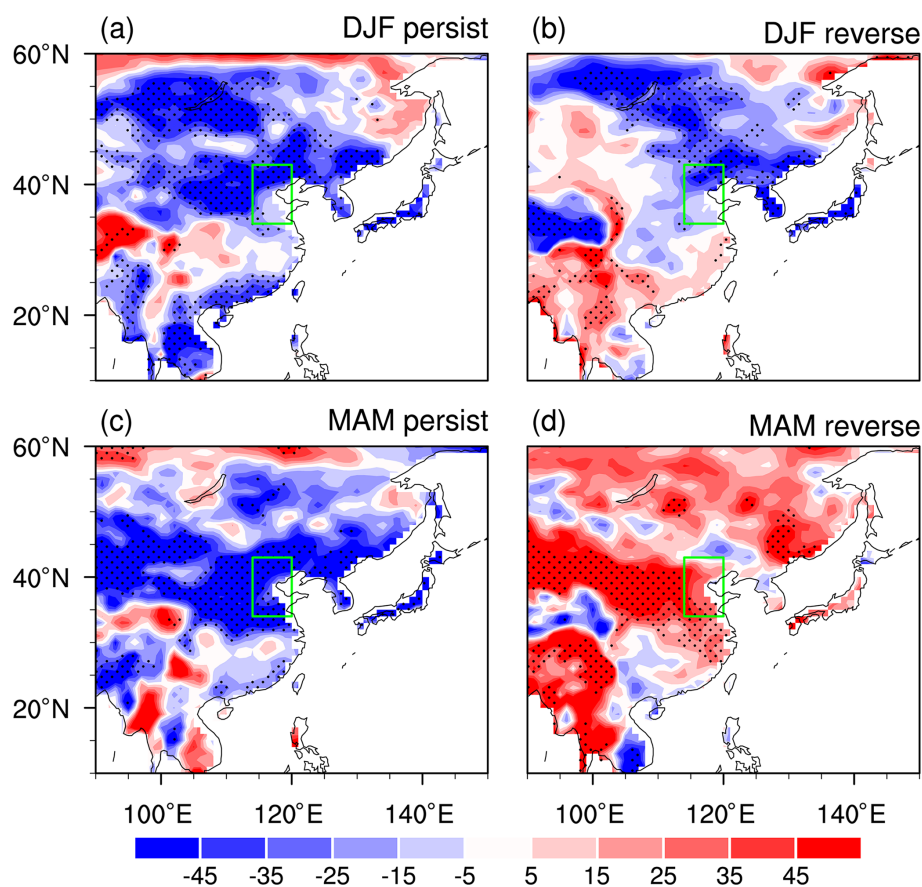 (a) DJF persist
(b) DJF reverse
60°N
40°N
20°N
(c) MAM persist
(d) MAM reverse
60°N
40°N
20°N
100°E 120°E 140°E 100°E 120°E 140°E
-45 -35 -25 -15 -5 5 15 25 35 45